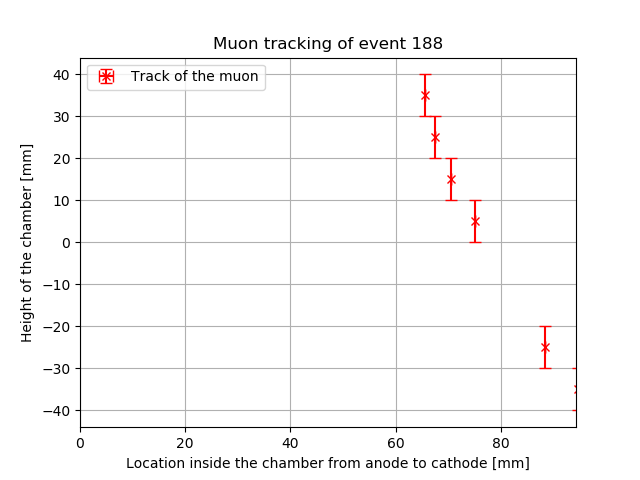 Muon tracking of event 188
Track of the muon
40
30
20
10
0
−10
−20
−30
−40
Height of the chamber [mm]
0 20 40 60 80
Location inside the chamber from anode to cathode [mm]